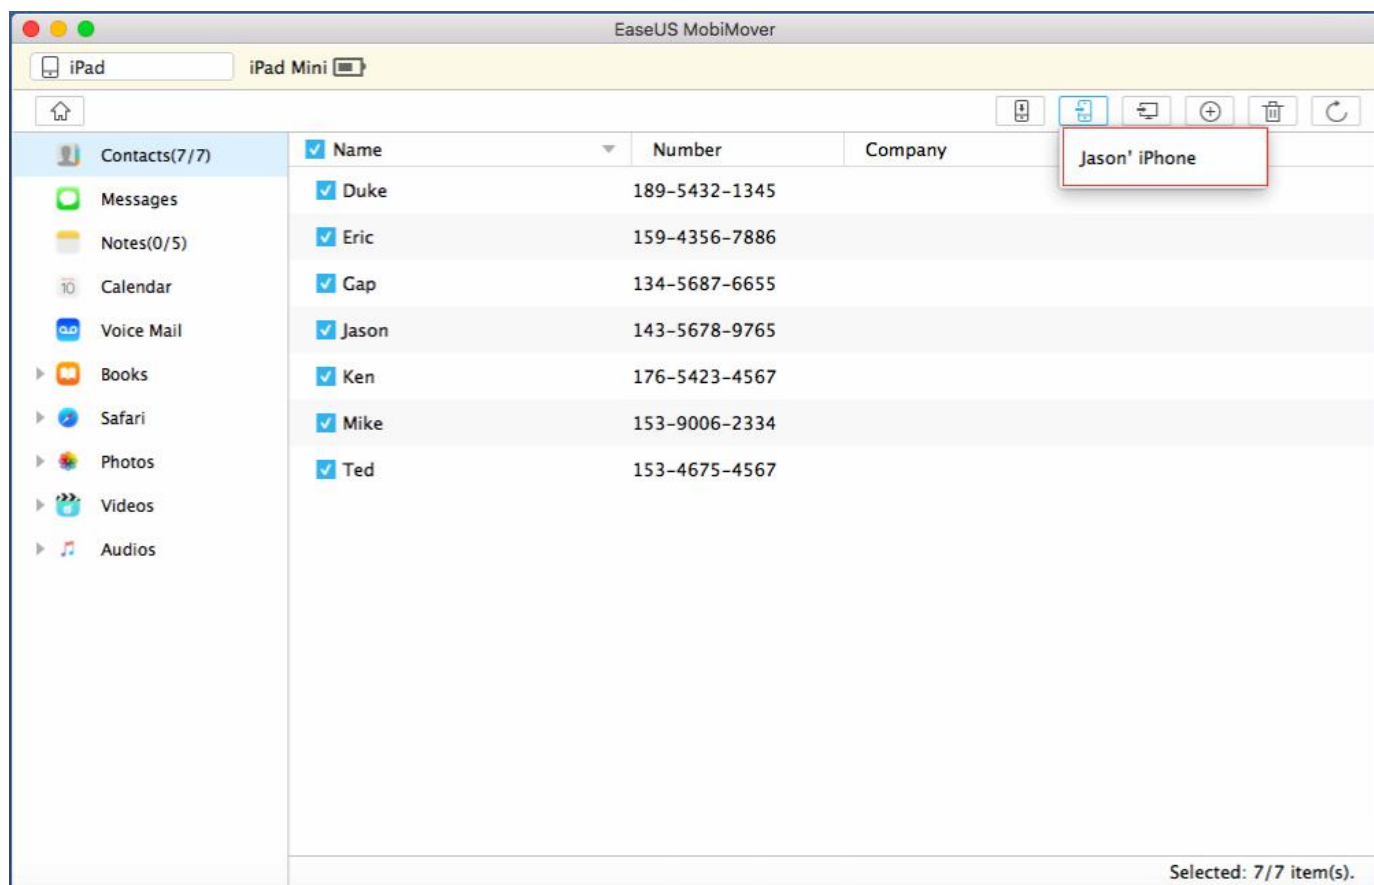 EaseUS MobiMover
iPad
iPad Mini
Contacts(7/7)
Messages
Notes(0/5)
10
Calendar
Voice Mail
Books
Safari
Photos
Videos
Audios
Name Number Company
Jason' iPhone
Duke 189-5432-1345
Eric 159-4356-7886
Gap 134-5687-6655
Jason 143-5678-9765
Ken 176-5423-4567
Mike 153-9006-2334
Ted 153-4675-4567
Selected: 7/7 item(s).